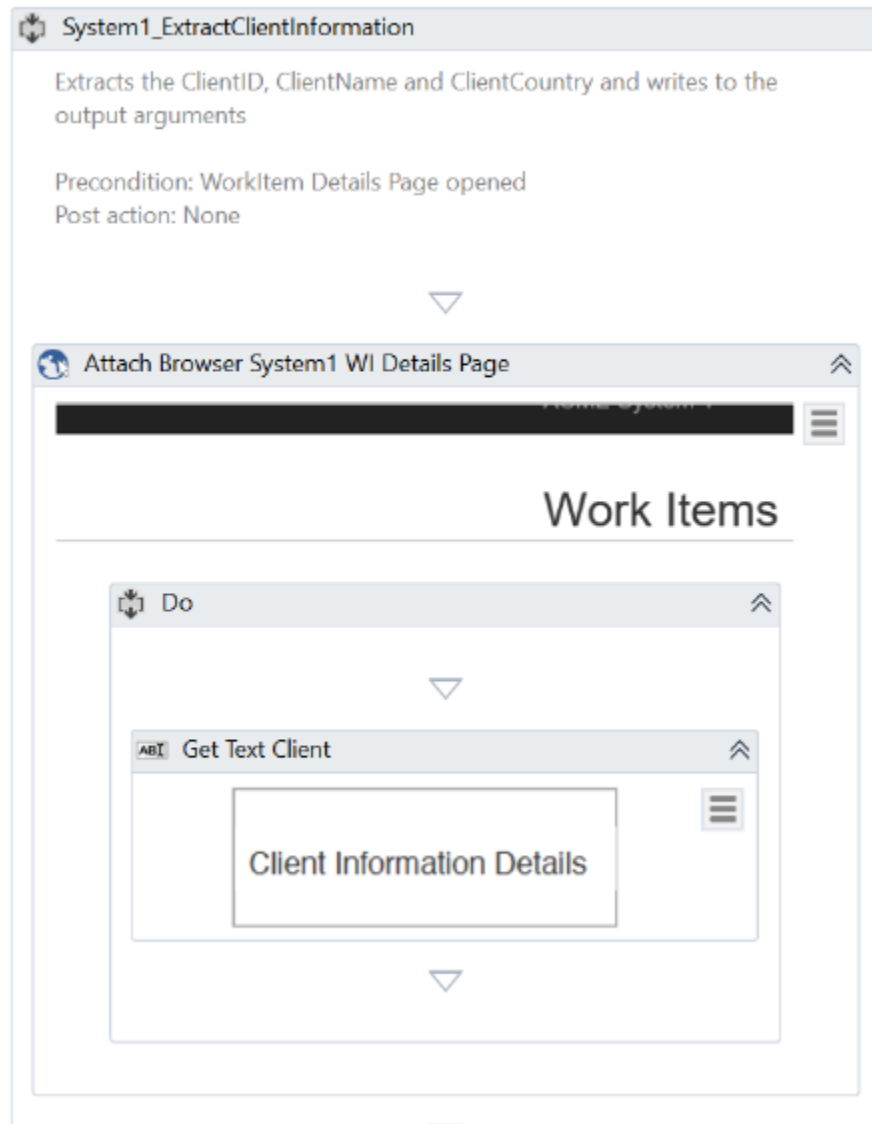 System1_ExtractClientInformation
Extracts the ClientID, ClientName and ClientCountry and writes to the
output arguments
Precondition: WorkItem Details Page opened
Post action: None
Attach Browser System1 WI Details Page
Work Items
Do
ABI Get Text Client
Client Information Details